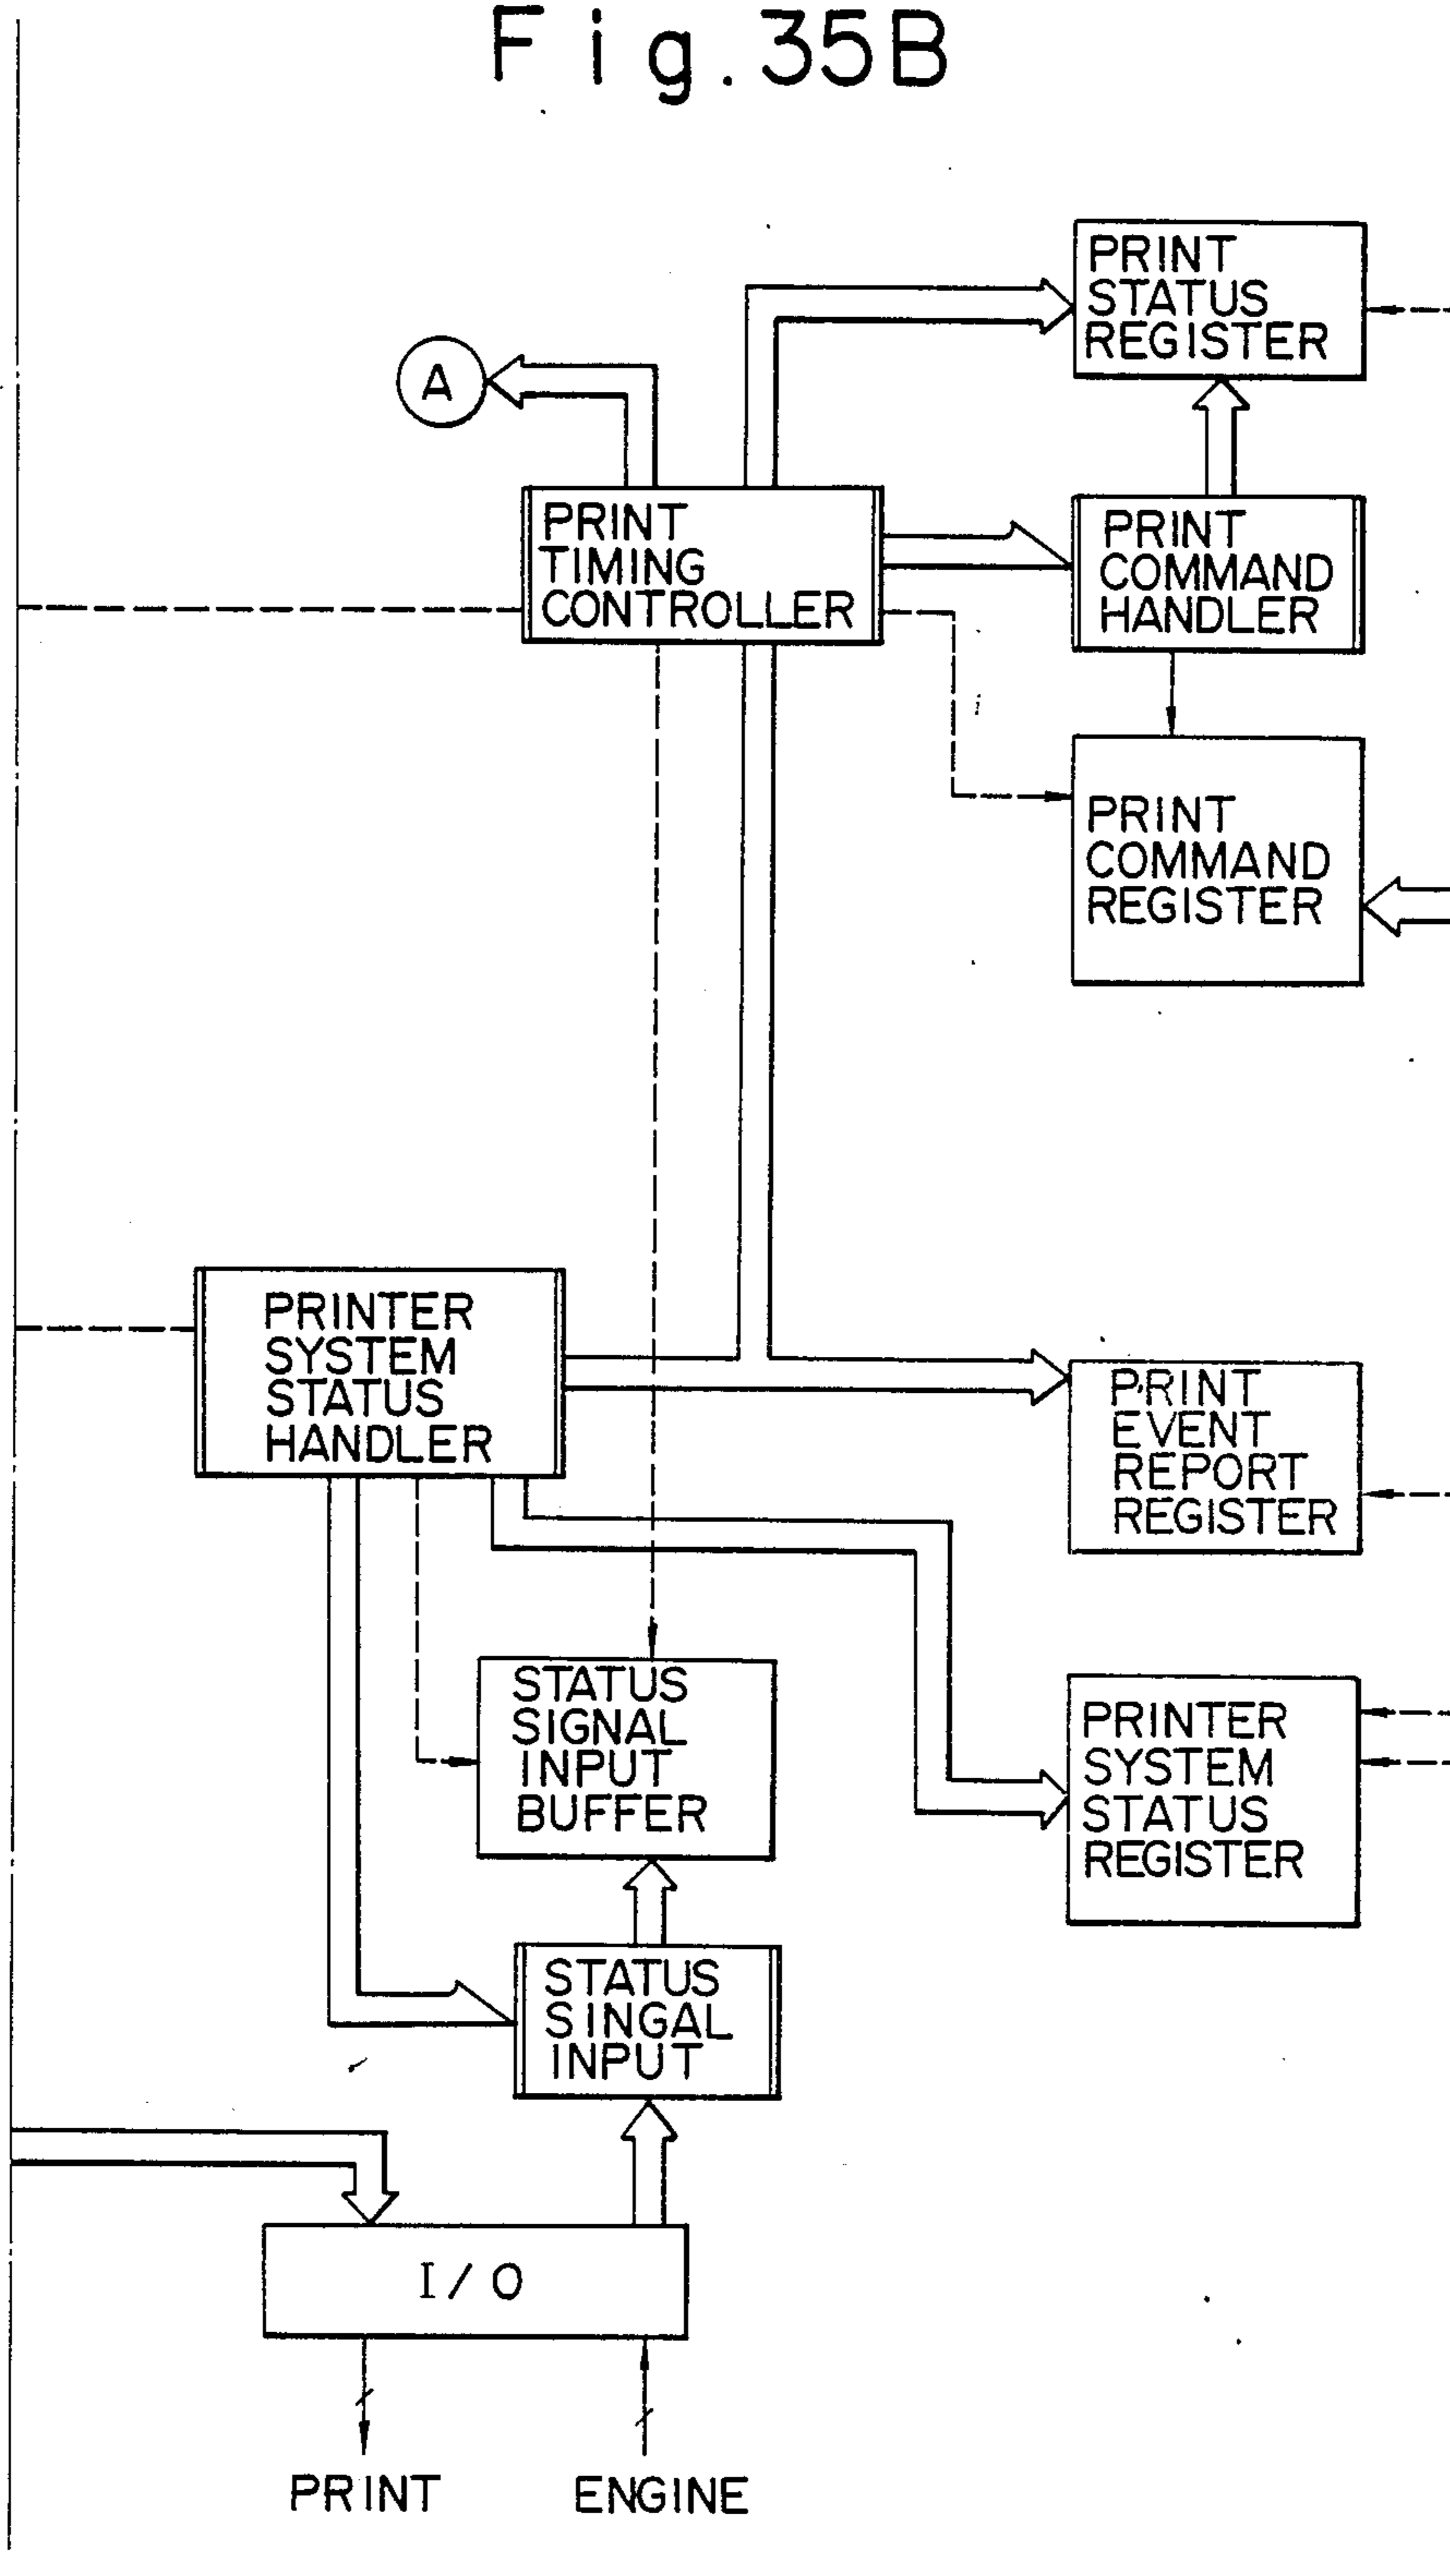 Fig.35B
PRINT
STATUS
REGISTER
A
PRINT
TIMING
CONTROLLER
PRINT
COMMAND
HANDLER
PRINT
COMMAND
REGISTER
PRINTER
SYSTEM
STATUS
HANDLER
PRINT
EVENT
REPORT
REGISTER
STATUS
SIGNAL
INPUT
BUFFER
PRINTER
SYSTEM
STATUS
REGISTER
STATUS
SINGAL
INPUT
I/O
PRINT ENGINE